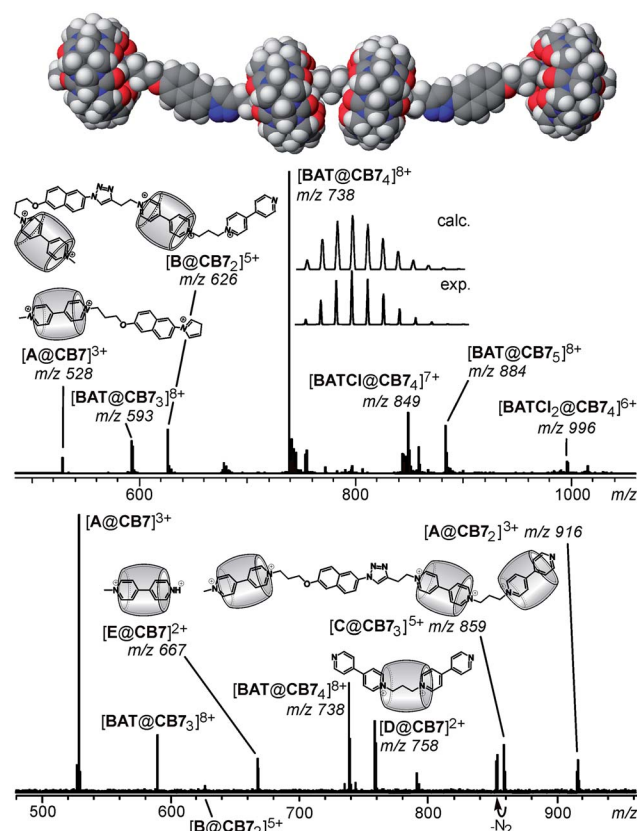 [BAT@CB7₄]⁸⁺
m/z 738
calc.
exp.
[B@CB7₂]⁵⁺
m/z 626
[A@CB7]³⁺
m/z 528
[BAT@CB7₃]⁸⁺
m/z 593
[BATCl@CB7₄]⁷⁺
m/z 849
[BAT@CB7₅]⁸⁺
m/z 884
[BATCl₂@CB7₄]⁶⁺
m/z 996
600 800 1000 m/z
[A@CB7]³⁺
[A@CB7₂]³⁺ m/z 916
[E@CB7]²⁺
m/z 667
[C@CB7₃]⁵⁺ m/z 859
[BAT@CB7₄]⁸⁺
m/z 738
[D@CB7]²⁺
m/z 758
[BAT@CB7₃]⁸⁺
480 600 700 800 900 m/z
[B@CB7₂]⁵⁺
-N₂